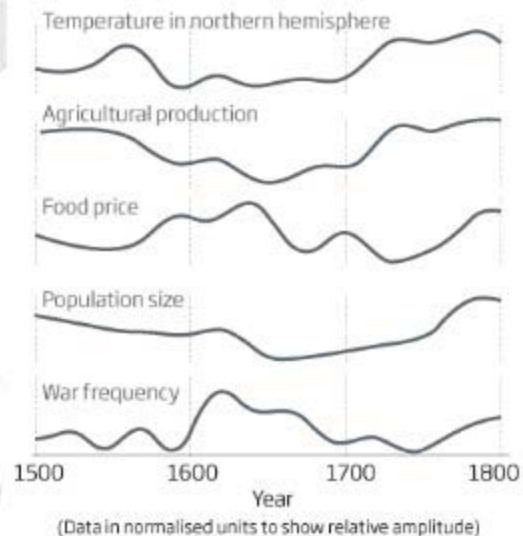 Temperature in northern hemisphere
Agricultural production
Food price
Population size
War frequency
1500 1600 1700 1800
Year
(Data in normalised units to show relative amplitude)